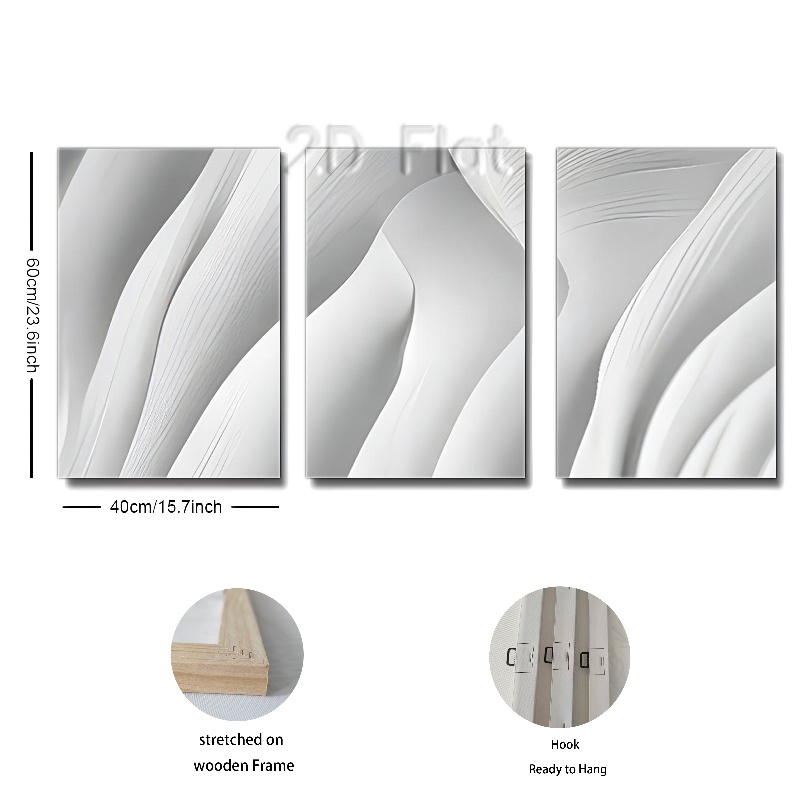 2D Flat
60cm/23.6inch
40cm/15.7inch
stretched on
wooden Frame
Hook
Ready to Hang